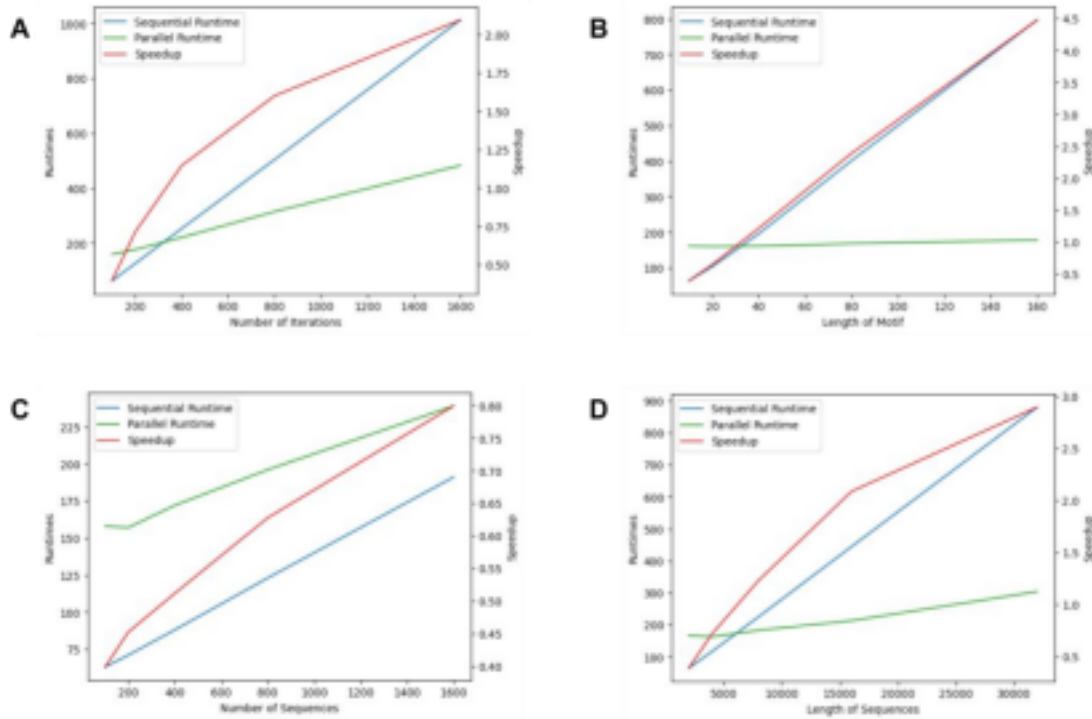 A
Sequential Runtime
Parallel Runtime
Speedup
Runtimes
1000
800
600
400
200
2.00
1.75
1.50
1.25
1.00
0.75
0.50
Speedup
200 400 600 800 1000 1200 1400 1600
Number of Iterations
B
Sequential Runtime
Parallel Runtime
Speedup
Runtimes
800
700
600
500
400
300
200
100
4.5
4.0
3.5
3.0
2.5
2.0
1.5
1.0
0.5
Speedup
20 40 60 80 100 120 140 160
Length of Motif
C
Sequential Runtime
Parallel Runtime
Speedup
Runtimes
225
200
175
150
125
100
75
0.80
0.75
0.70
0.65
0.60
0.55
0.50
0.45
0.40
Speedup
200 400 600 800 1000 1200 1400 1600
Number of Sequences
D
Sequential Runtime
Parallel Runtime
Speedup
Runtimes
900
800
700
600
500
400
300
200
100
3.0
2.5
2.0
1.5
1.0
0.5
Speedup
5000 10000 15000 20000 25000 30000
Length of Sequences